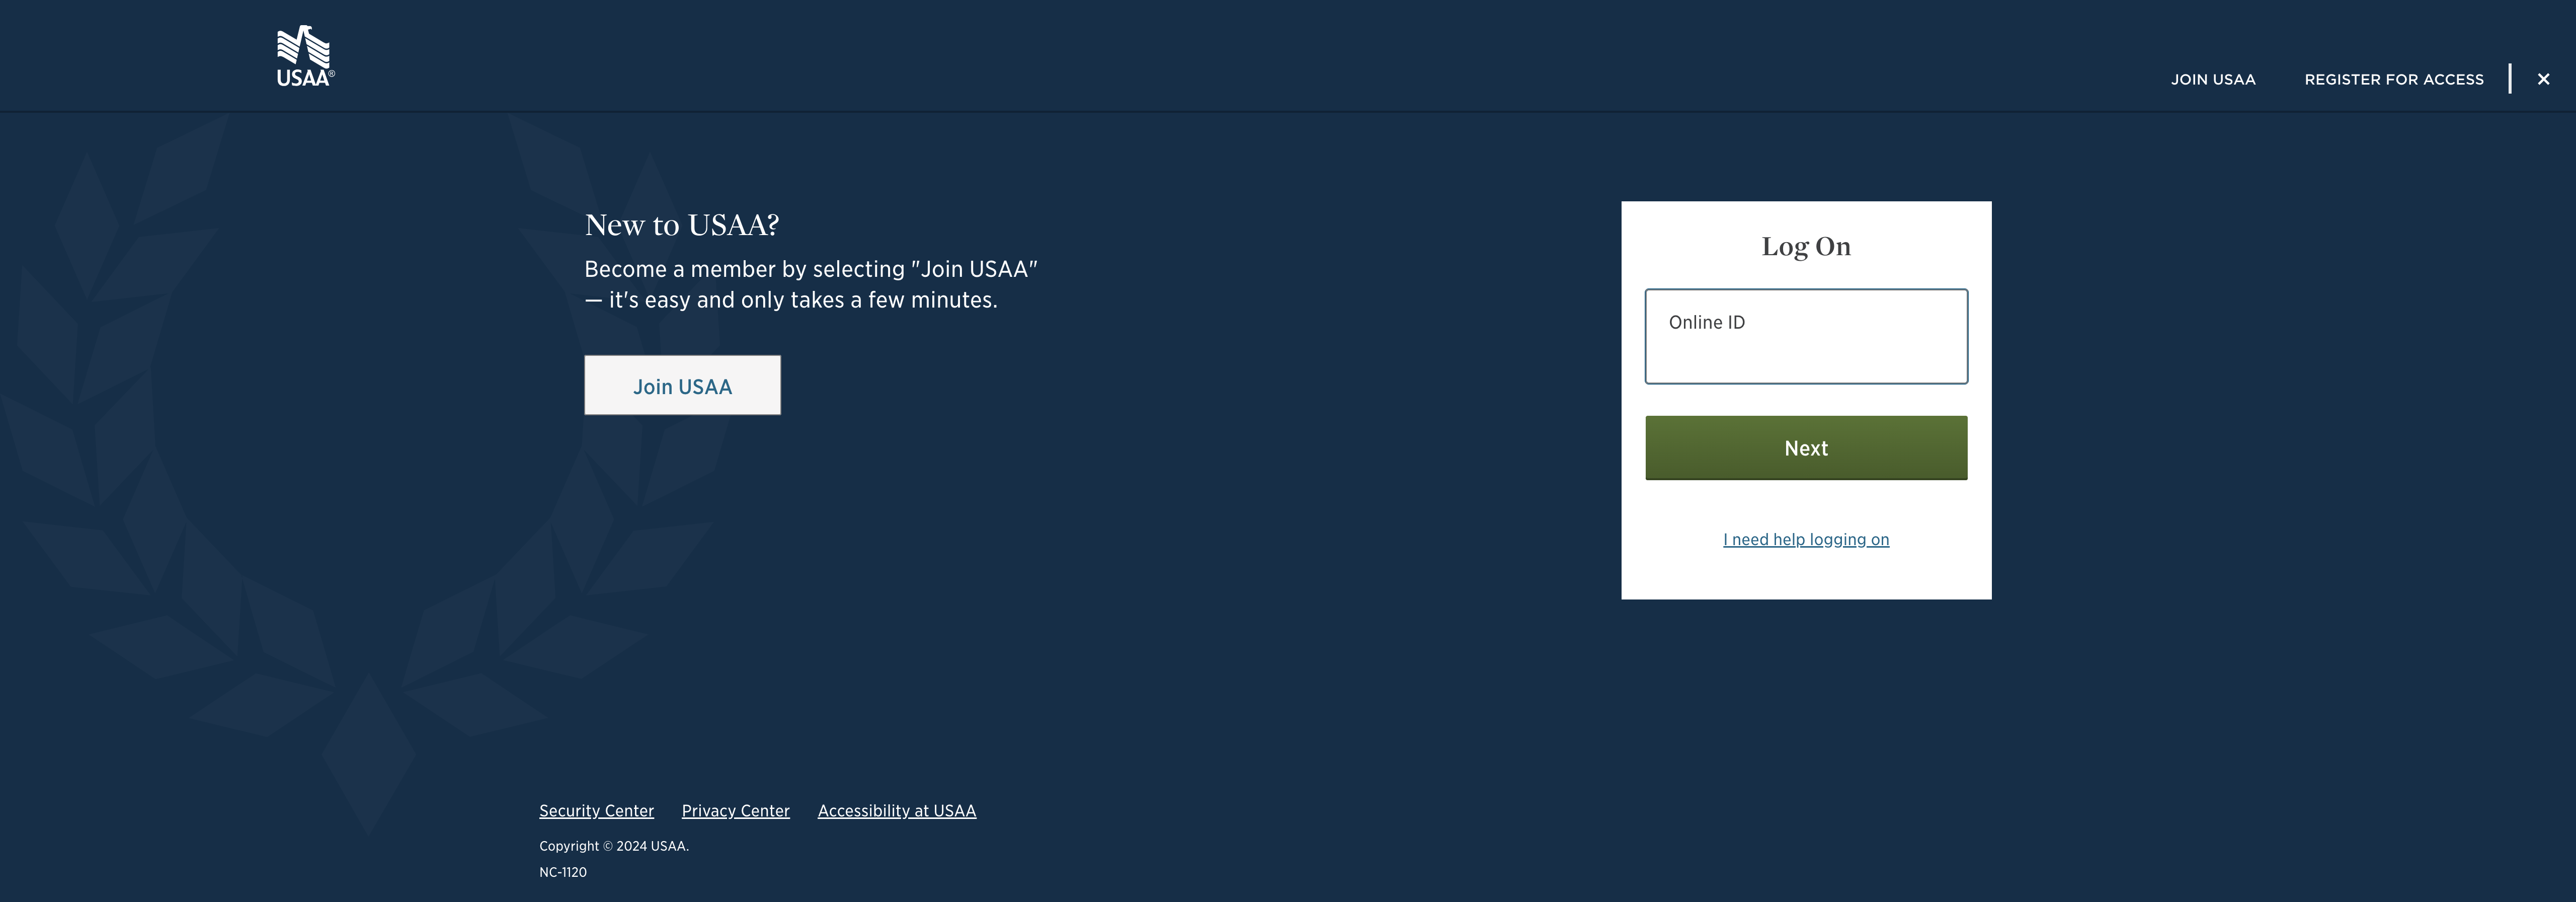 USAA®
JOIN USAA
REGISTER FOR ACCESS
New to USAA?
Become a member by selecting "Join USAA"
— it's easy and only takes a few minutes.
Join USAA
Log On
Online ID
Next
I need help logging on
Security Center
Privacy Center
Accessibility at USAA
Copyright © 2024 USAA.
NC-1120